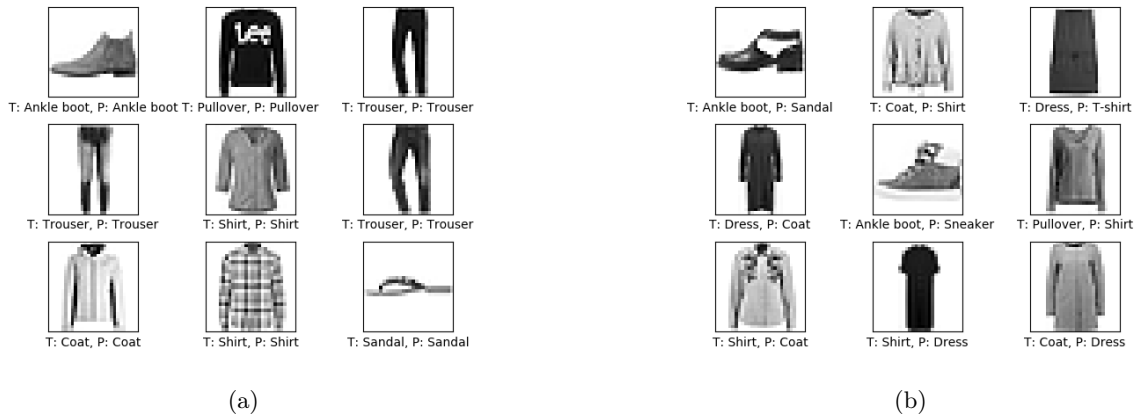 Lee
T: Ankle boot, P: Ankle boot T: Pullover, P: Pullover T: Trouser, P: Trouser
T: Trouser, P: Trouser T: Shirt, P: Shirt T: Trouser, P: Trouser
T: Coat, P: Coat T: Shirt, P: Shirt T: Sandal, P: Sandal
(a)
T: Ankle boot, P: Sandal T: Coat, P: Shirt T: Dress, P: T-shirt
T: Dress, P: Coat T: Ankle boot, P: Sneaker T: Pullover, P: Shirt
T: Shirt, P: Coat T: Shirt, P: Dress T: Coat, P: Dress
(b)